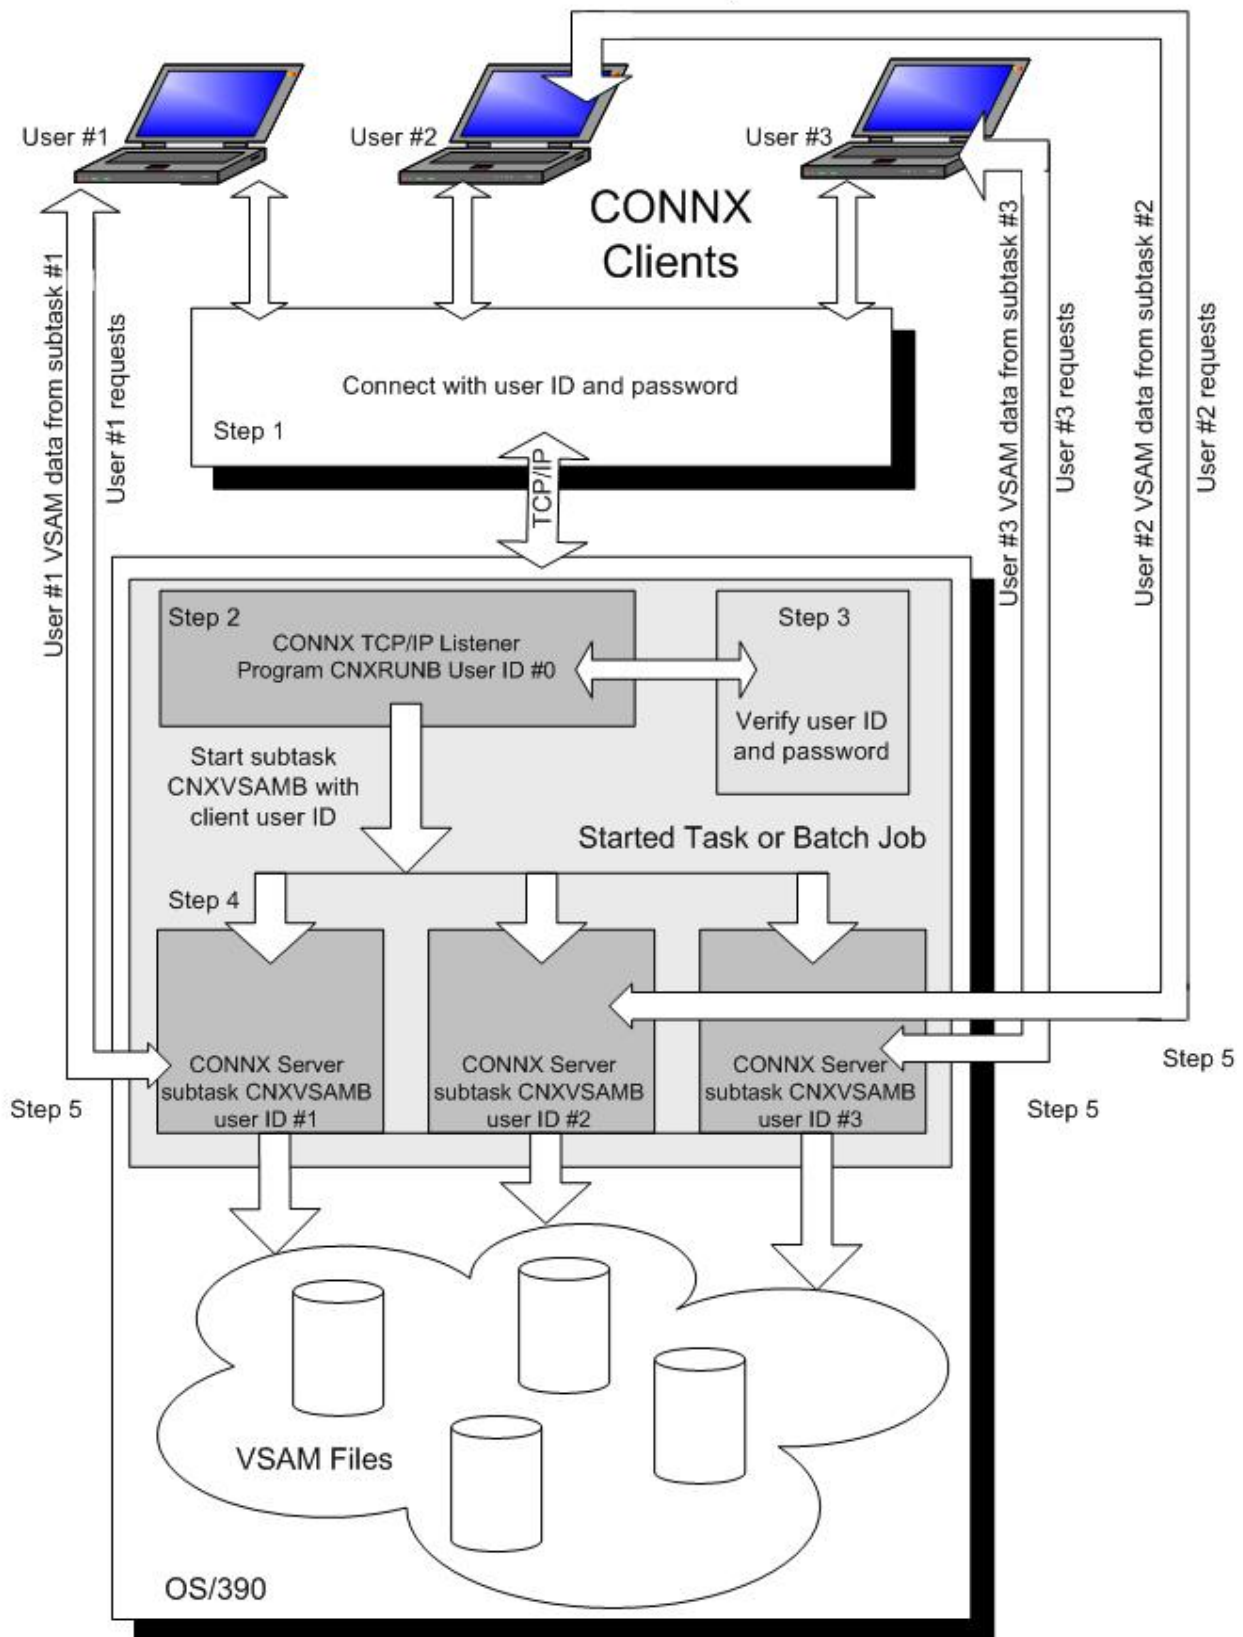 User #1
User #2
User #3
CONNX
Clients
User #1 VSAM data from subtask #1
User #1 requests
User #3 VSAM data from subtask #3
User #3 requests
User #2 VSAM data from subtask #2
User #2 requests
Connect with user ID and password
Step 1
TCP/IP
Step 2
CONNX TCP/IP Listener
Program CNXRUNB User ID #0
Step 3
Verify user ID
and password
Start subtask
CNXVSAMB with
client user ID
Started Task or Batch Job
Step 4
CONNX Server
subtask CNXVSAMB
user ID #1
CONNX Server
subtask CNXVSAMB
user ID #2
CONNX Server
subtask CNXVSAMB
user ID #3
Step 5
Step 5
Step 5
VSAM Files
OS/390